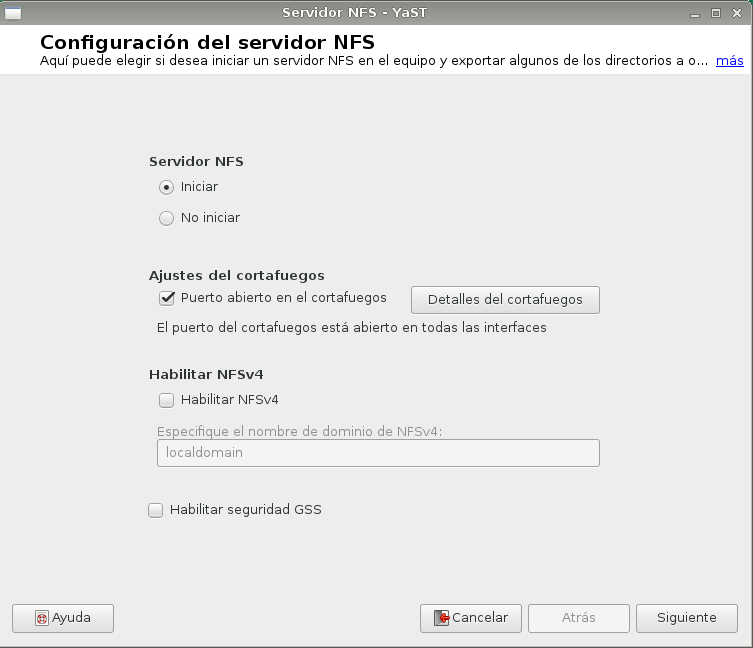 Servidor NFS - YaST
Configuración del servidor NFS
Aquí puede elegir si desea iniciar un servidor NFS en el equipo y exportar algunos de los directorios a o... más
Servidor NFS
Iniciar
No iniciar
Ajustes del cortafuegos
Puerto abierto en el cortafuegos Detalles del cortafuegos
El puerto del cortafuegos está abierto en todas las interfaces
Habilitar NFSv4
Habilitar NFSv4
Especifique el nombre de dominio de NFSv4:
localdomain
Habilitar seguridad GSS
Ayuda Cancelar Atrás Siguiente